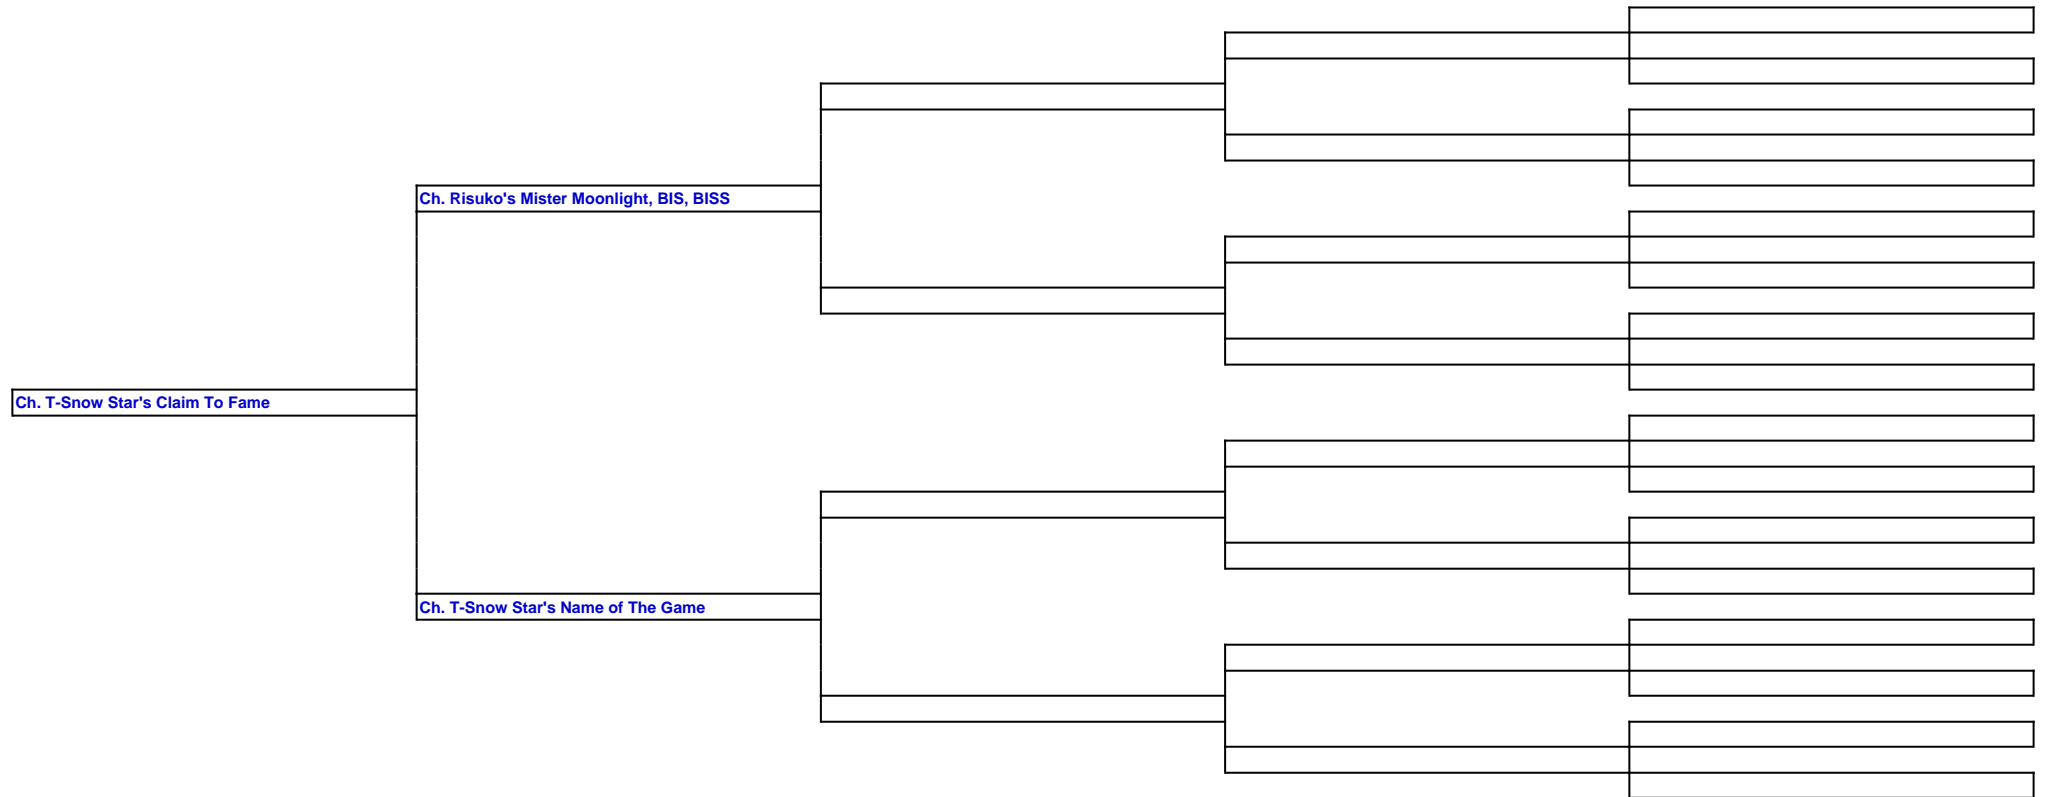 Ch. Risuko's Mister Moonlight, BIS, BISS
Ch. T-Snow Star's Claim To Fame
Ch. T-Snow Star's Name of The Game